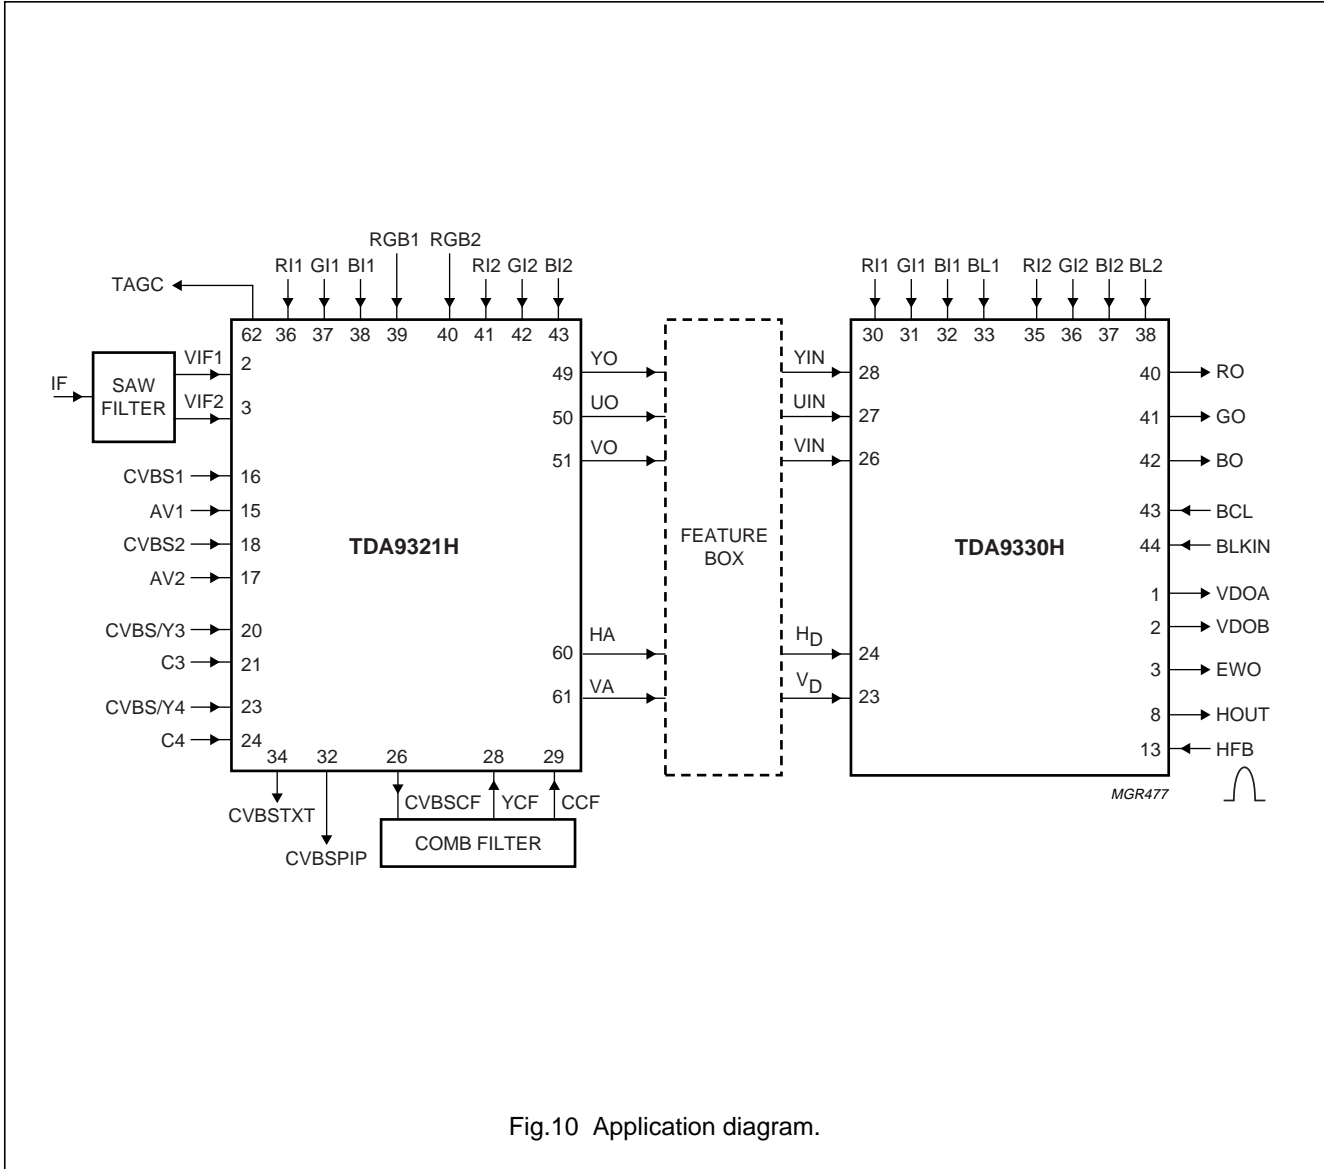 RGB1 RGB2
RI1 GI1 BI1 RI2 GI2 BI2
RI1 GI1 BI1 BL1 RI2 GI2 BI2 BL2
TAGC
62 36 37 38 39 40 41 42 43
30 31 32 33 35 36 37 38
IF
SAW
FILTER
VIF1
2
VIF2
3
49 YO
50 UO
51 VO
YIN 28
UIN 27
VIN 26
40 RO
41 GO
42 BO
CVBS1 16
AV1 15
CVBS2 18
AV2 17
TDA9321H
FEATURE
BOX
TDA9330H
43 BCL
44 BLKIN
1 VDOA
2 VDOB
3 EWO
8 HOUT
13 HFB
CVBS/Y3 20
C3 21
CVBS/Y4 23
C4 24
60 HA
61 VA
HD 24
VD 23
34 32 26 28 29
CVBSTXT
CVBSPIP
CVBSCF YCF CCF
COMB FILTER
MGR477
Fig.10 Application diagram.